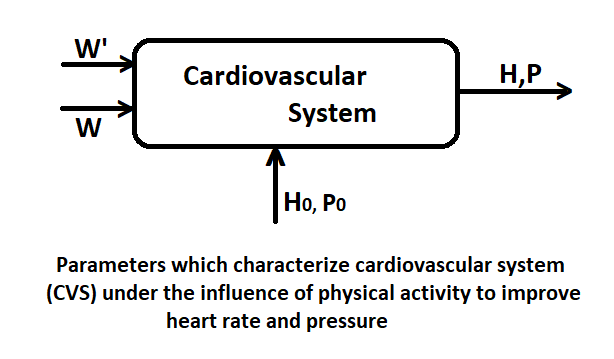 W'
Cardiovascular
H,P
System
W
H0, P0
Parameters which characterize cardiovascular system
(CVS) under the influence of physical activity to improve
heart rate and pressure